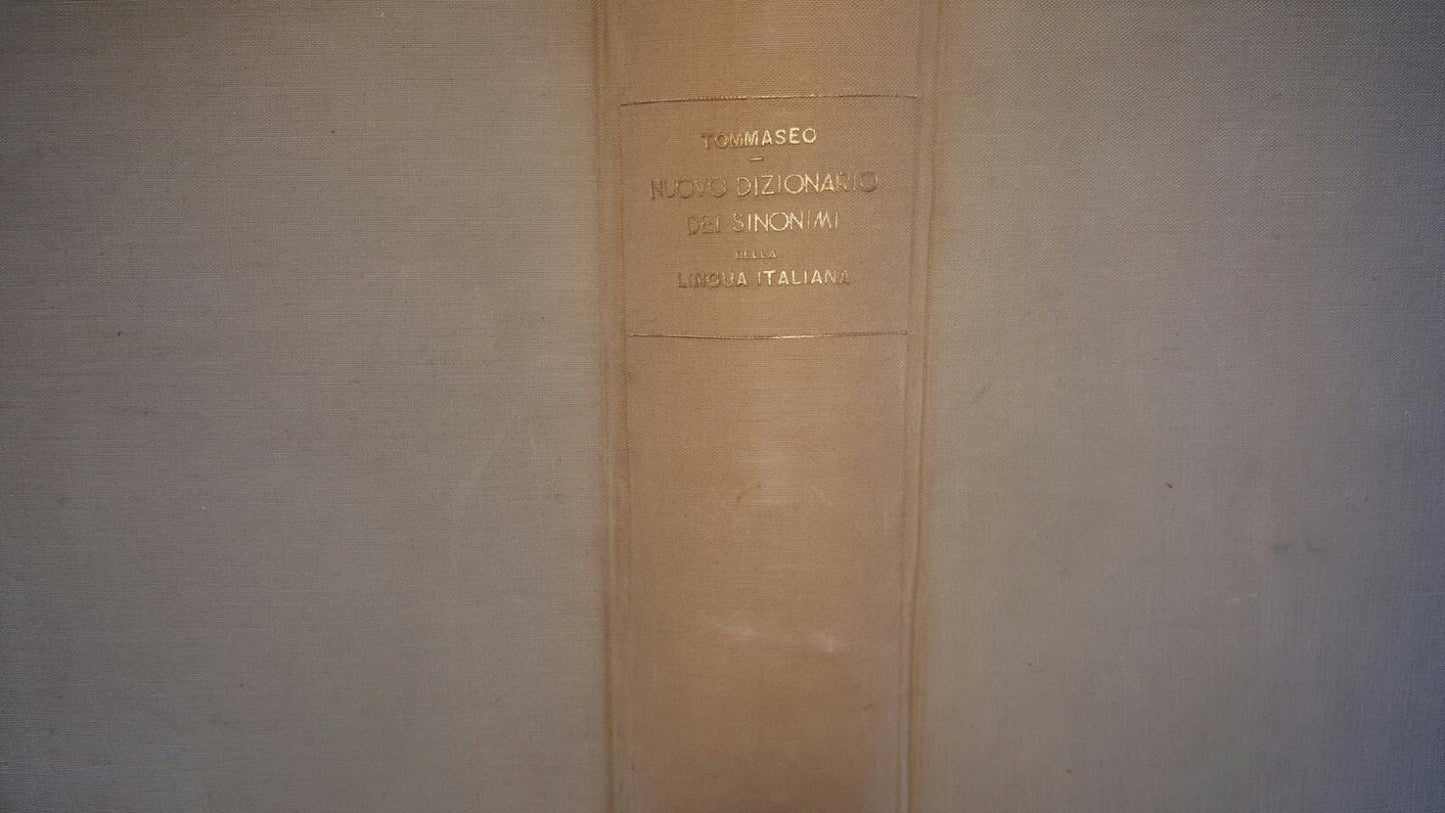 TOMMASEO
NUOVO DIZIONARIO
DEI SINONIMI
DELLA
LINGUA ITALIANA